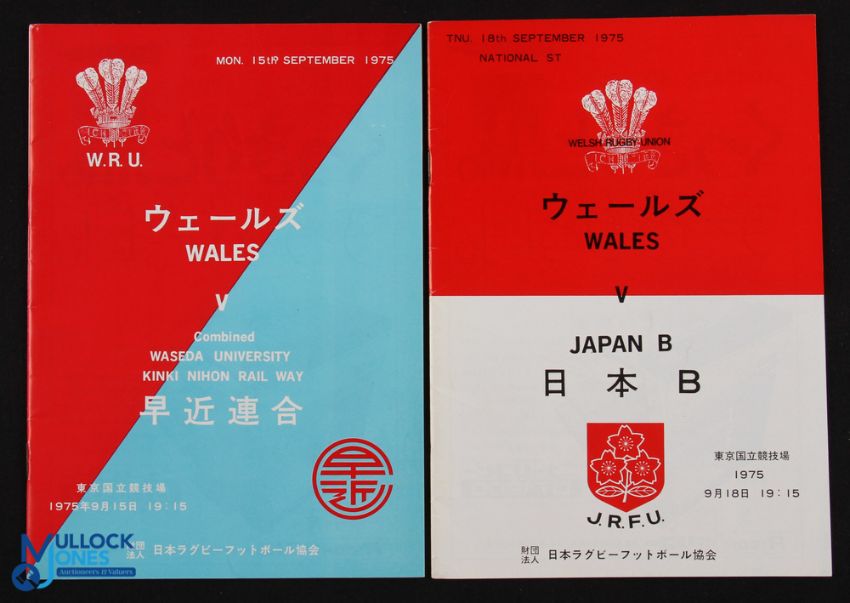 MON. 15th SEPTEMBER 1975
W.R.U.
ウェールズ
WALES
V
Combined
WASEDA UNIVERSITY
KINKI NIHON RAIL WAY
早近連合
早近
東京国立競技場
1975年9月15日 19:15
財団法人 日本ラグビーフットボール協会
MULLOCK
JONES
Auctioneers & Valuers
TNU. 18th SEPTEMBER 1975
NATIONAL ST
WELSH RUGBY UNION
ウェールズ
WALES
V
JAPAN B
日本B
J.R.F.U.
東京国立競技場
1975
9月18日 19:15
財団法人 日本ラグビーフットボール協会